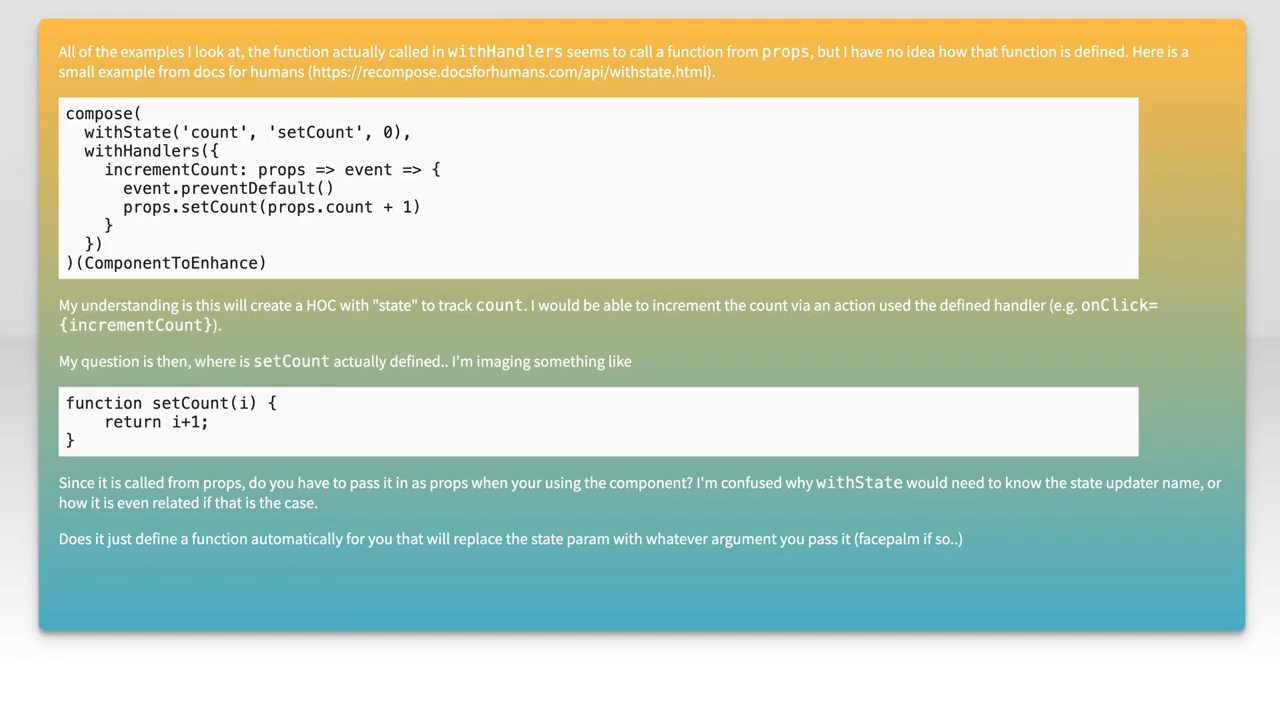 All of the examples I look at, the function actually called in withHandlers seems to call a function from props, but I have no idea how that function is defined. Here is a
small example from docs for humans (https://recompose.docsforhumans.com/api/withstate.html).
compose(
  withState('count', 'setCount', 0),
  withHandlers({
    incrementCount: props => event => {
      event.preventDefault()
      props.setCount(props.count + 1)
    }
  })
)(ComponentToEnhance)
My understanding is this will create a HOC with "state" to track count. I would be able to increment the count via an action used the defined handler (e.g. onClick=
{incrementCount}).
My question is then, where is setCount actually defined.. I'm imaging something like
function setCount(i) {
    return i+1;
}
Since it is called from props, do you have to pass it in as props when your using the component? I'm confused why withState would need to know the state updater name, or
how it is even related if that is the case.
Does it just define a function automatically for you that will replace the state param with whatever argument you pass it (facepalm if so..)